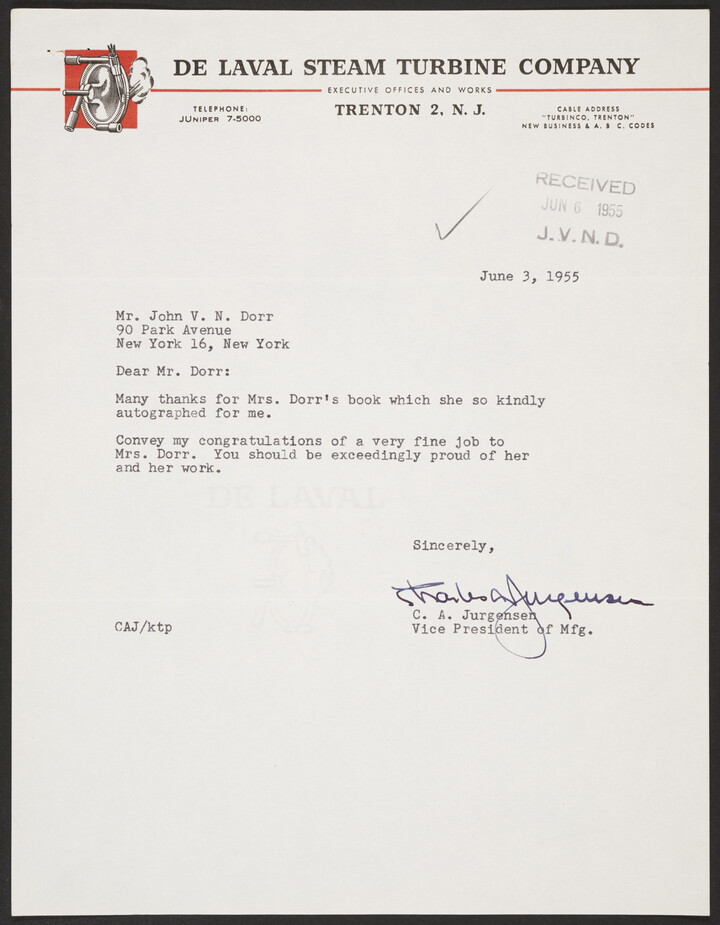 DE LAVAL STEAM TURBINE COMPANY
EXECUTIVE OFFICES AND WORKS
TELEPHONE:
JUNIPER 7-5000
TRENTON 2, N. J.
CABLE ADDRESS
"TURBINCO, TRENTON"
NEW BUSINESS & A. B C. CODES
RECEIVED
JUN 6 1955
J.V.N.D.
June 3, 1955
Mr. John V. N. Dorr
90 Park Avenue
New York 16, New York
Dear Mr. Dorr:
Many thanks for Mrs. Dorr's book which she so kindly
autographed for me.
Convey my congratulations of a very fine job to
Mrs. Dorr. You should be exceedingly proud of her
and her work.
DE LAVAL
Sincerely,
Charles A. Jurgensen
C. A. Jurgensen
CAJ/ktp
Vice President of Mfg.